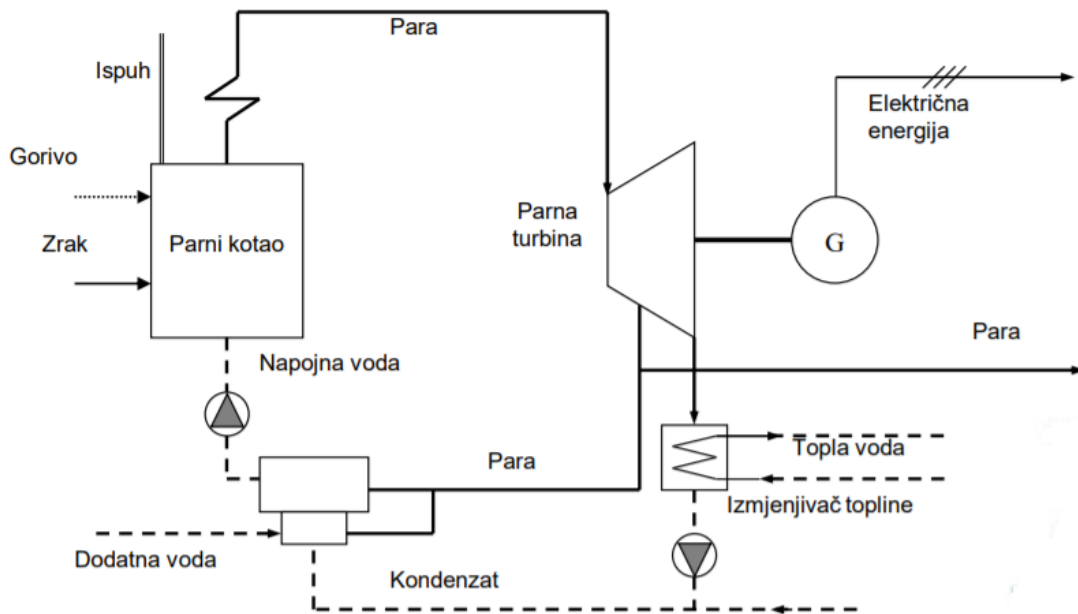 Para
Ispuh
Električna
energija
Gorivo
Parna
turbina
Zrak
Parni kotao
G
Para
Napojna voda
Topla voda
Para
Izmjenjivač topline
Dodatna voda
Kondenzat